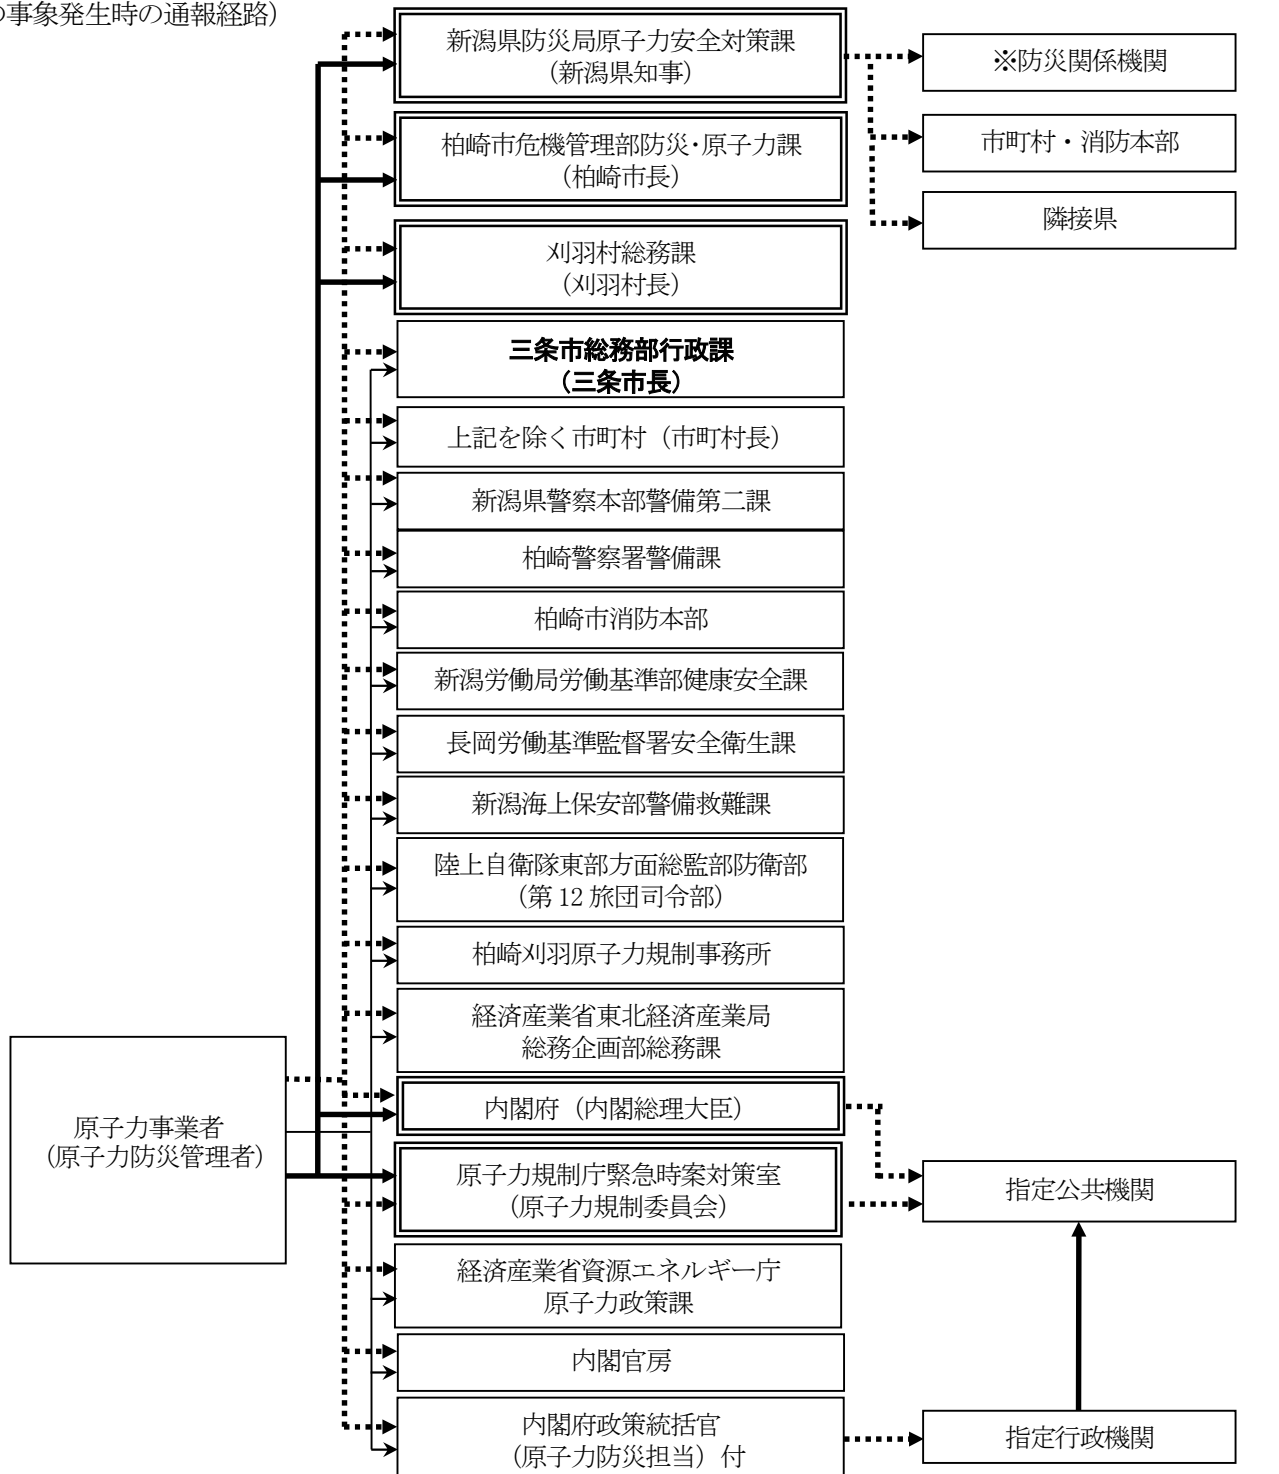 の事象発生時の通報経路）
新潟県防災局原子力安全対策課
（新潟県知事）
※防災関係機関
柏崎市危機管理部防災・原子力課
（柏崎市長）
市町村・消防本部
隣接県
刈羽村総務課
（刈羽村長）
三条市総務部行政課
（三条市長）
上記を除く市町村（市町村長）
新潟県警察本部警備第二課
柏崎警察署警備課
柏崎市消防本部
新潟労働局労働基準部健康安全課
長岡労働基準監督署安全衛生課
新潟海上保安部警備救難課
陸上自衛隊東部方面総監部防衛部
（第12旅団司令部）
柏崎刈羽原子力規制事務所
経済産業省東北経済産業局
総務企画部総務課
原子力事業者
（原子力防災管理者）
内閣府（内閣総理大臣）
原子力規制庁緊急時案対策室
（原子力規制委員会）
指定公共機関
経済産業省資源エネルギー庁
原子力政策課
内閣官房
内閣府政策統括官
（原子力防災担当）付
指定行政機関